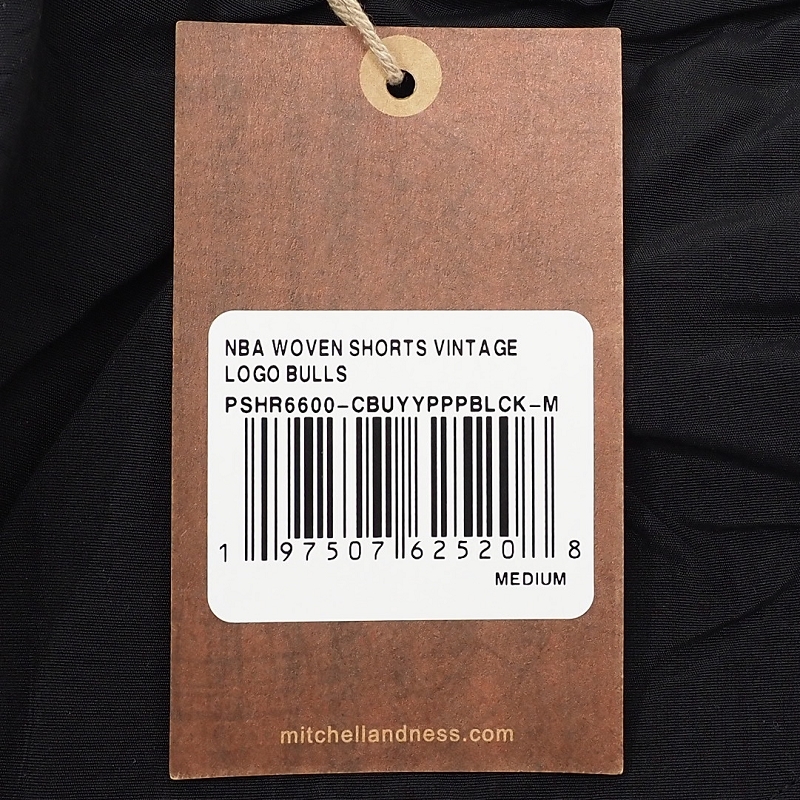 NBA WOVEN SHORTS VINTAGE
LOGO BULLS
PSHR6600-CBUYYPPPBLCK-M
1 97507 62520 8
MEDIUM
mitchellandness.com